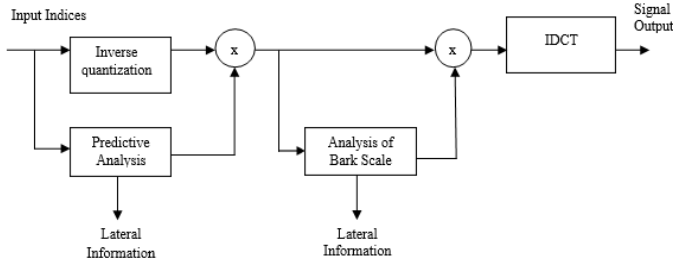 Input Indices
Signal
Output
Inverse
quantization
x
x
IDCT
Predictive
Analysis
Analysis of
Bark Scale
Lateral
Information
Lateral
Information